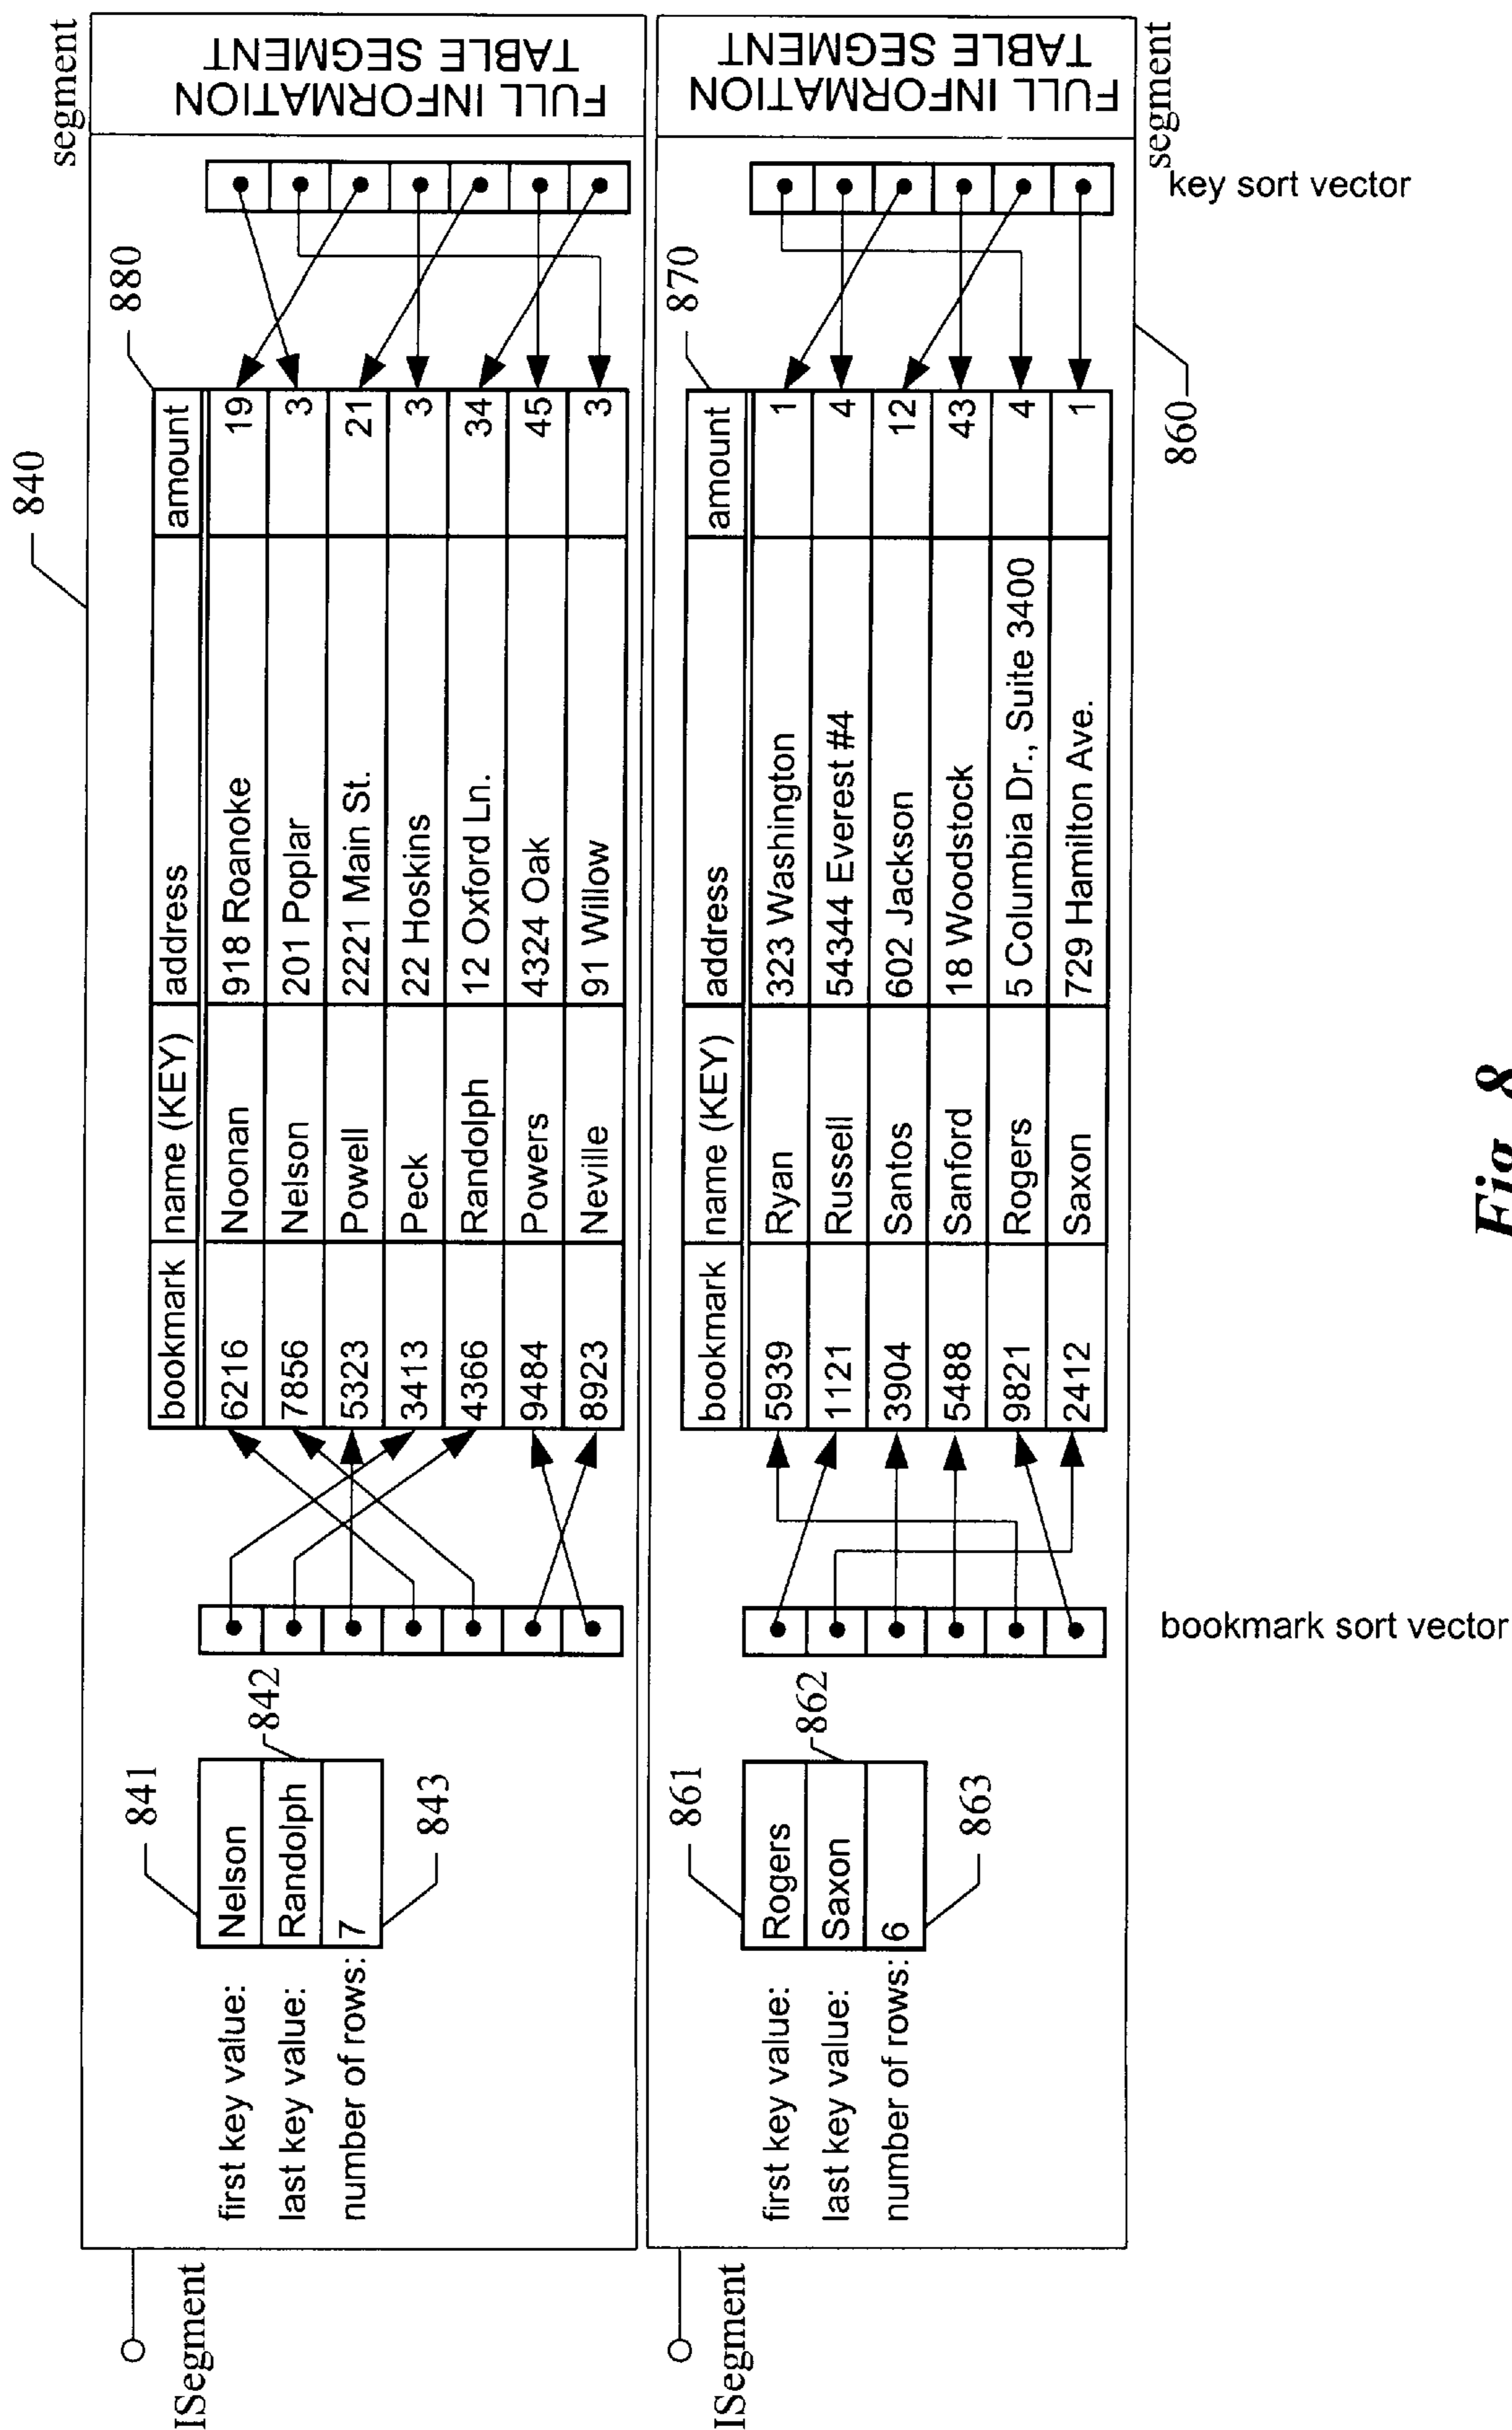 840
segment
ISegment
FULL INFORMATION
TABLE SEGMENT
880
841
first key value: Nelson
last key value: Randolph
number of rows: 7
842
843
bookmark name (KEY) address amount
6216 Noonan 918 Roanoke 19
7856 Nelson 201 Poplar 3
5323 Powell 2221 Main St. 21
3413 Peck 22 Hoskins 3
4366 Randolph 12 Oxford Ln. 34
9484 Powers 4324 Oak 45
8923 Neville 91 Willow 3
ISegment
FULL INFORMATION
TABLE SEGMENT
870
861
first key value: Rogers
last key value: Saxon
number of rows: 6
862
863
bookmark name (KEY) address amount
5939 Ryan 323 Washington 1
1121 Russell 54344 Everest #4 4
3904 Santos 602 Jackson 12
5488 Sanford 18 Woodstock 43
9821 Rogers 5 Columbia Dr., Suite 3400 4
2412 Saxon 729 Hamilton Ave. 1
860
segment
bookmark sort vector
key sort vector
Fig. 8